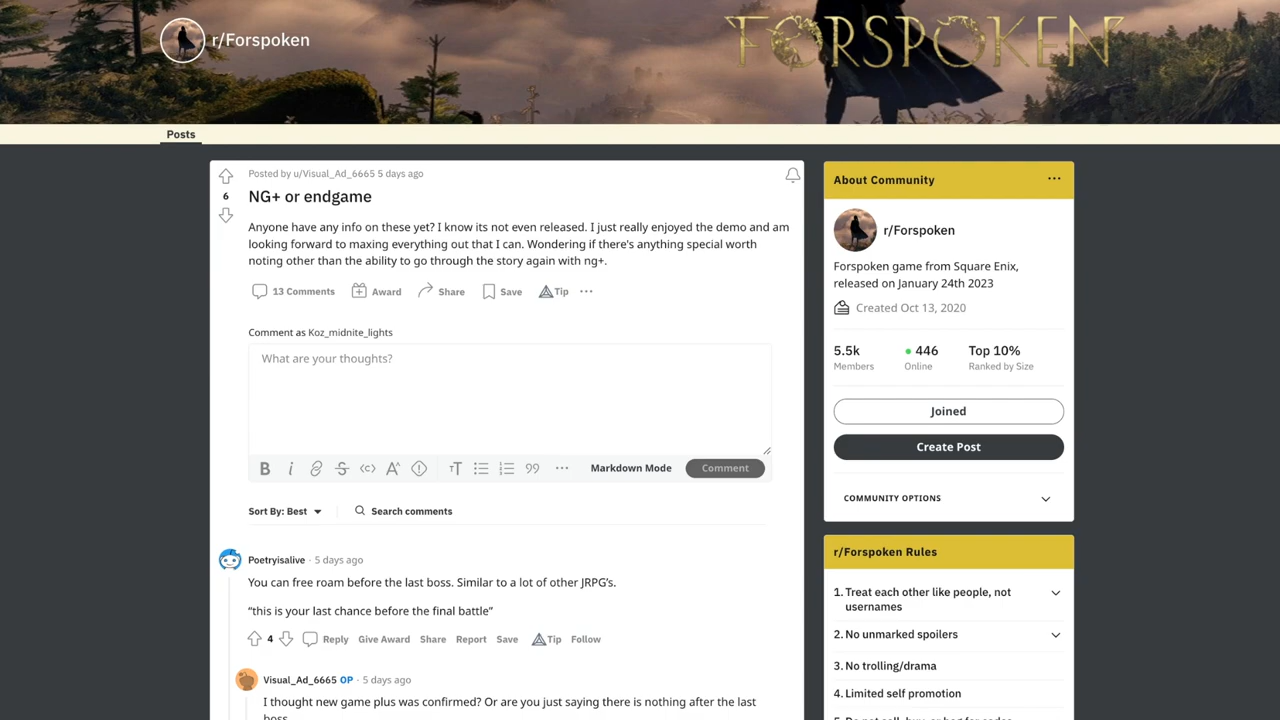 r/Forspoken
FORSPOKEN
Posts
Posted by u/Visual_Ad_6665 5 days ago
6
NG+ or endgame
Anyone have any info on these yet? I know its not even released. I just really enjoyed the demo and am
looking forward to maxing everything out that I can. Wondering if there's anything special worth
noting other than the ability to go through the story again with ng+.
13 Comments Award Share Save Tip
Comment as Koz_midnite_lights
What are your thoughts?
B i <c> A T 99 Markdown Mode Comment
Sort By: Best Search comments
Poetryisalive · 5 days ago
You can free roam before the last boss. Similar to a lot of other JRPG's.
“this is your last chance before the final battle”
4 Reply Give Award Share Report Save Tip Follow
Visual_Ad_6665 OP · 5 days ago
I thought new game plus was confirmed? Or are you just saying there is nothing after the last
boss
About Community
r/Forspoken
Forspoken game from Square Enix,
released on January 24th 2023
Created Oct 13, 2020
5.5k 446 Top 10%
Members Online Ranked by Size
Joined
Create Post
COMMUNITY OPTIONS
r/Forspoken Rules
1. Treat each other like people, not
usernames
2. No unmarked spoilers
3. No trolling/drama
4. Limited self promotion